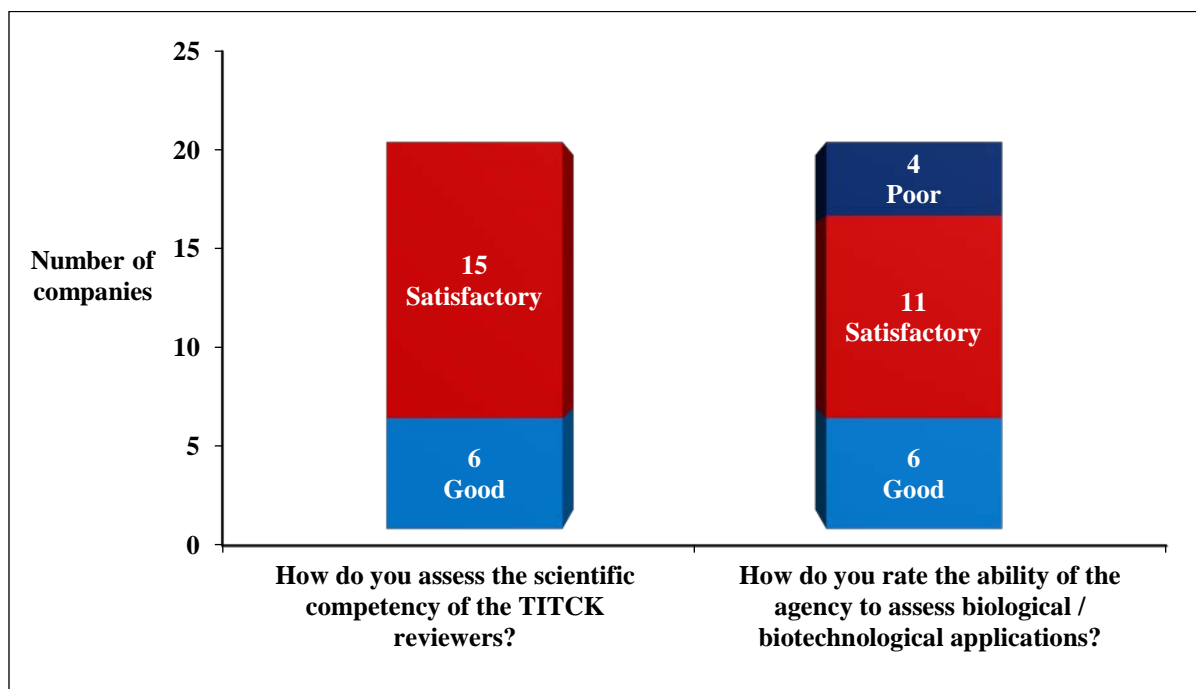 25
20
15
10
5
0
Number of
companies
15
Satisfactory
6
Good
4
Poor
11
Satisfactory
6
Good
How do you assess the scientific
competency of the TITCK
reviewers?
How do you rate the ability of the
agency to assess biological /
biotechnological applications?